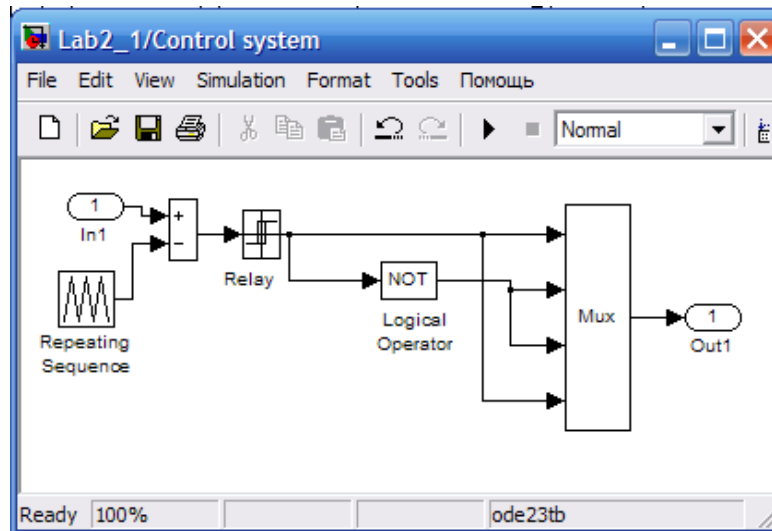 Lab2_1/Control system
File Edit View Simulation Format Tools Помощь
Normal
1
In1
+
−
Relay
Repeating
Sequence
NOT
Logical
Operator
Mux
1
Out1
Ready 100% ode23tb